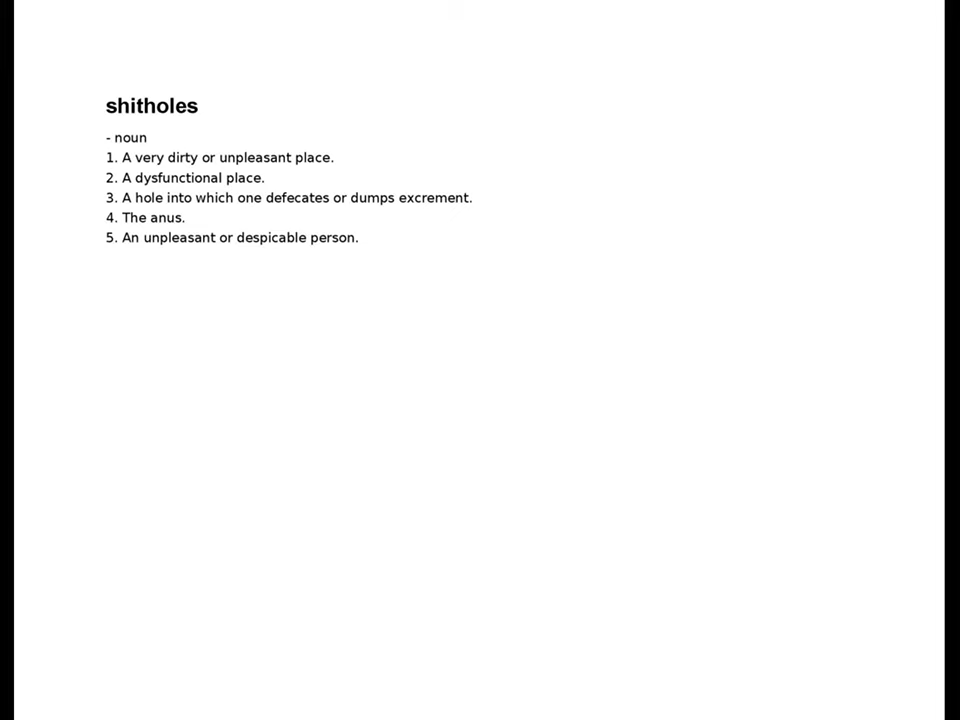 shitholes
- noun
1. A very dirty or unpleasant place.
2. A dysfunctional place.
3. A hole into which one defecates or dumps excrement.
4. The anus.
5. An unpleasant or despicable person.